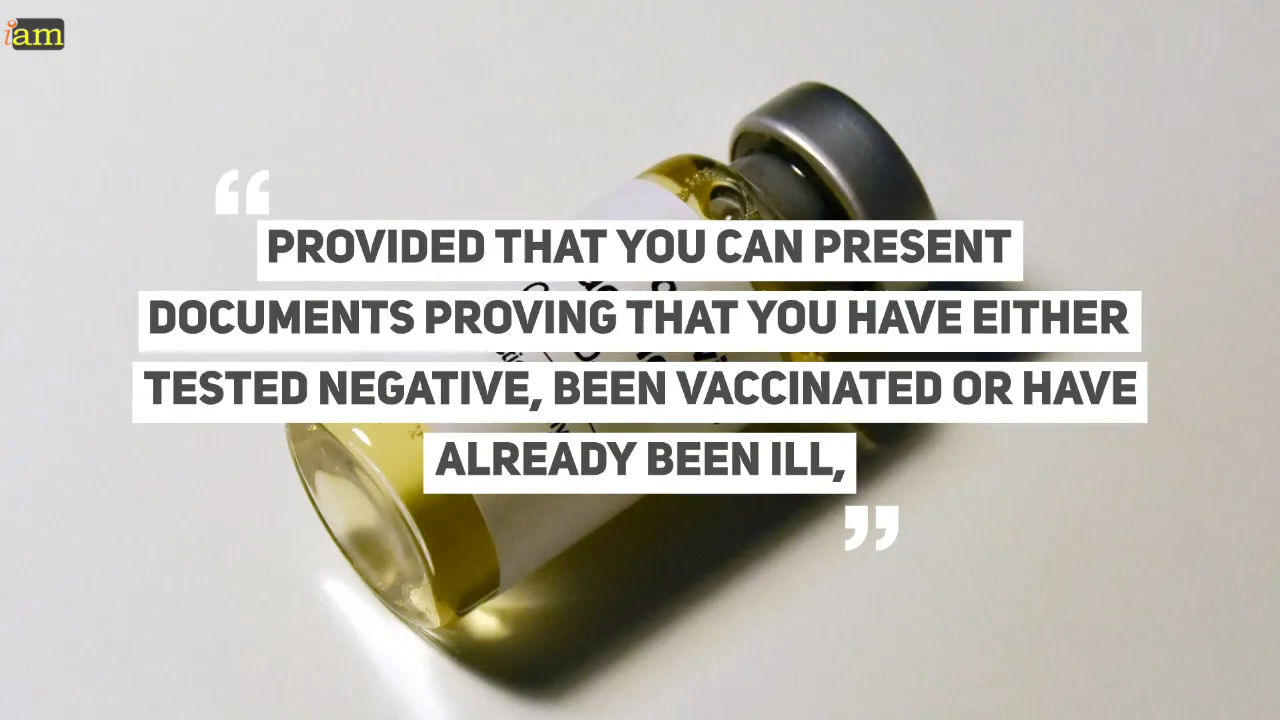 iam
“
PROVIDED THAT YOU CAN PRESENT
DOCUMENTS PROVING THAT YOU HAVE EITHER
TESTED NEGATIVE, BEEN VACCINATED OR HAVE
ALREADY BEEN ILL,
”